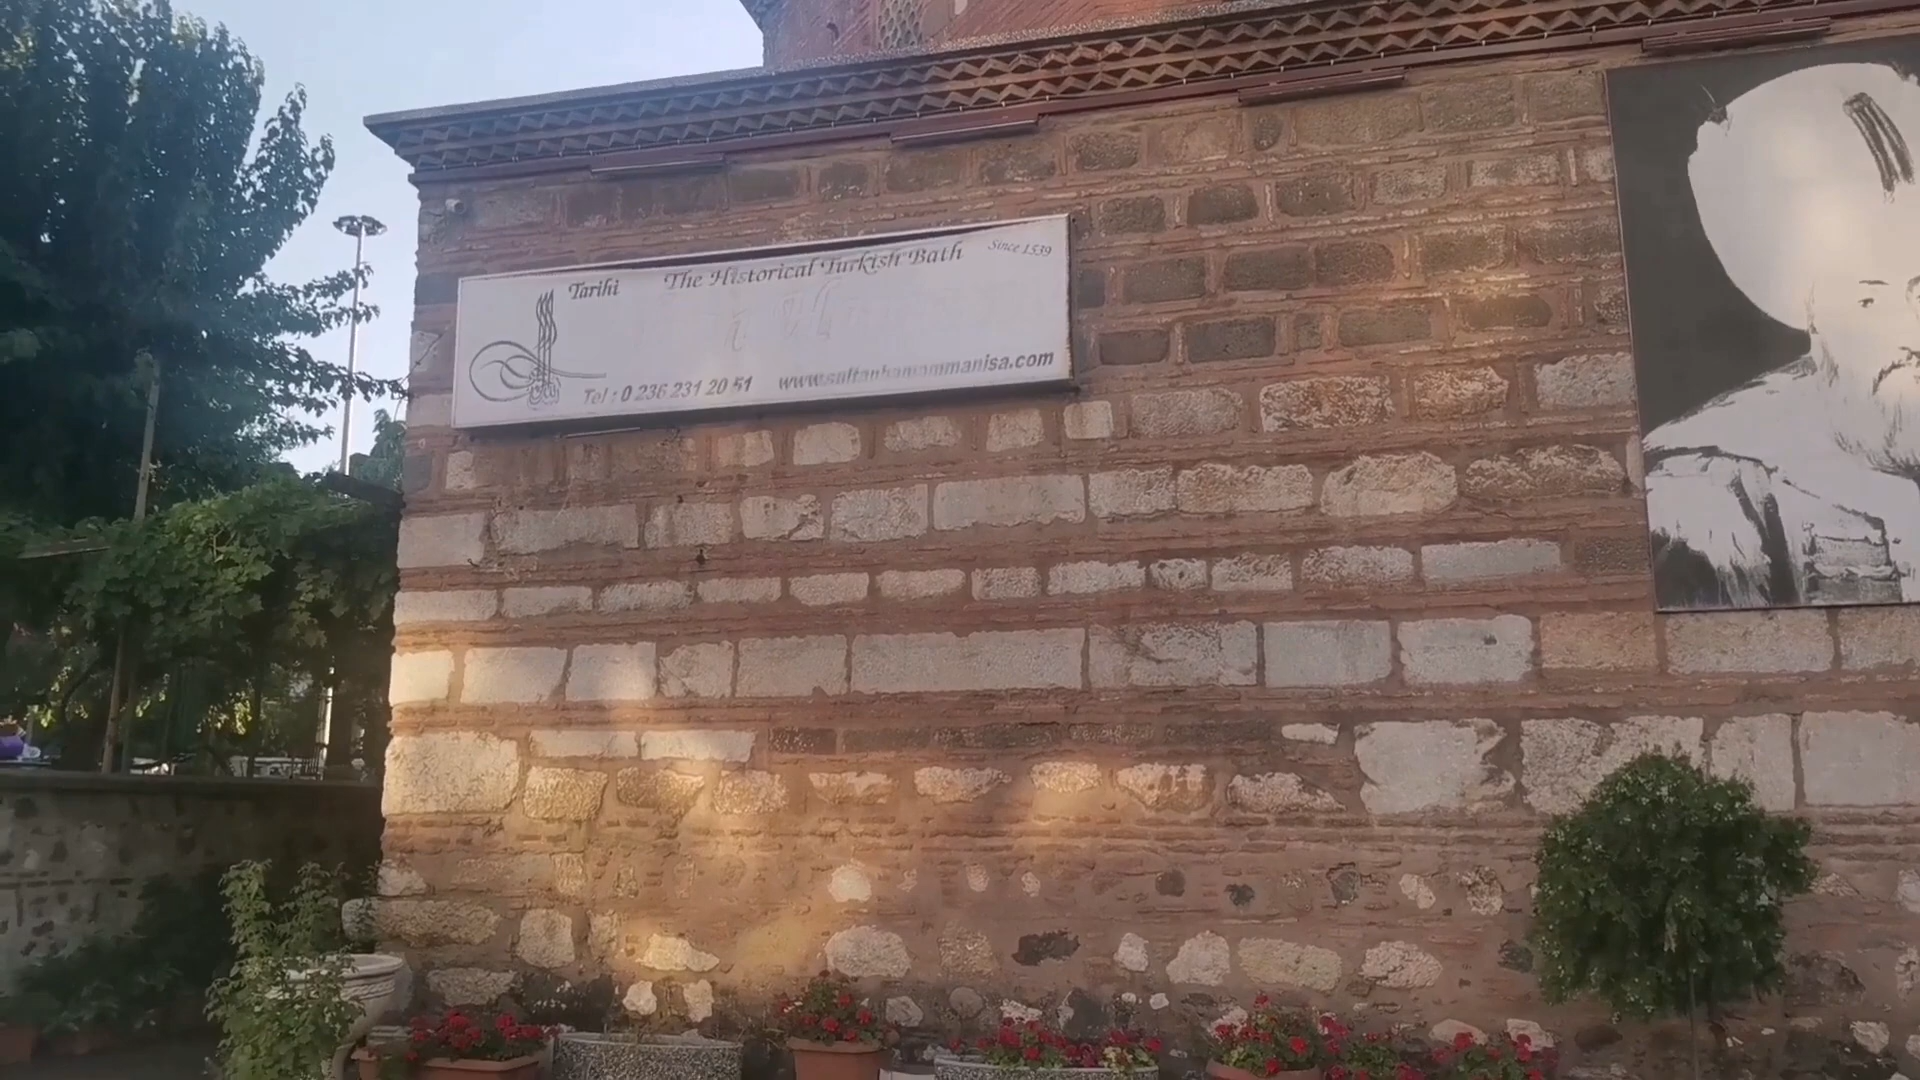 Tarihi The Historical Turkish Bath Since 1539
Tel : 0 236 231 20 51 www.sultanhamammanisa.com